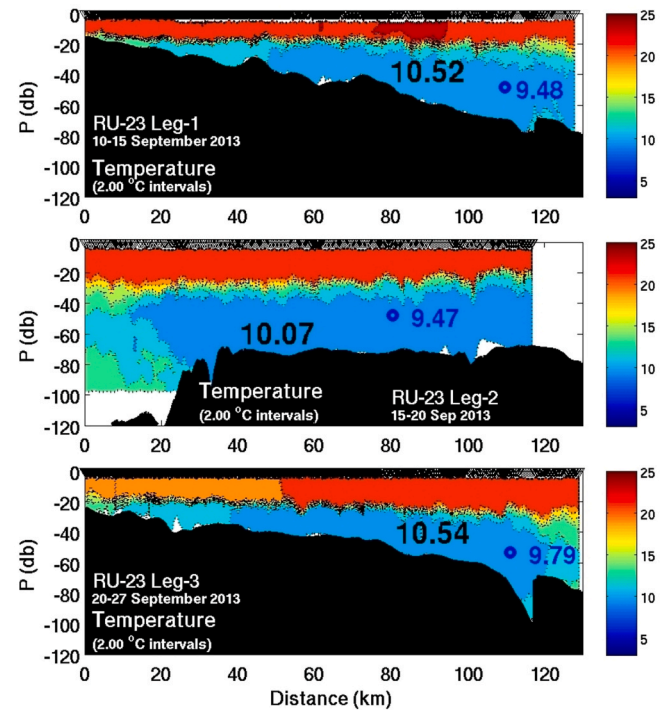 25
20
15
10
5
0
-20
-40
-60
-80
-100
-120
P (db)
10.52
9.48
RU-23 Leg-1
10-15 September 2013
Temperature
(2.00 °C intervals)
0 20 40 60 80 100 120
25
20
15
10
5
0
-20
-40
-60
-80
-100
-120
P (db)
9.47
10.07
Temperature
(2.00 °C intervals)
RU-23 Leg-2
15-20 Sep 2013
0 20 40 60 80 100 120
25
20
15
10
5
0
-20
-40
-60
-80
-100
-120
P (db)
10.54
9.79
RU-23 Leg-3
20-27 September 2013
Temperature
(2.00 °C intervals)
0 20 40 60 80 100 120
Distance (km)